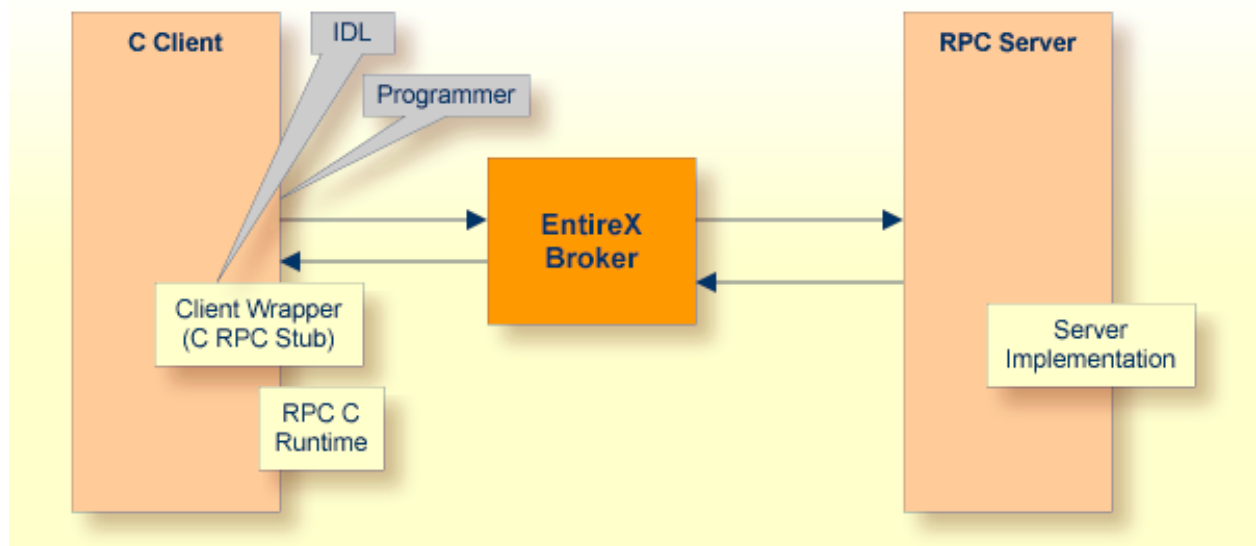 C Client
IDL
RPC Server
Programmer
EntireX
Broker
Client Wrapper
(C RPC Stub)
Server
Implementation
RPC C
Runtime